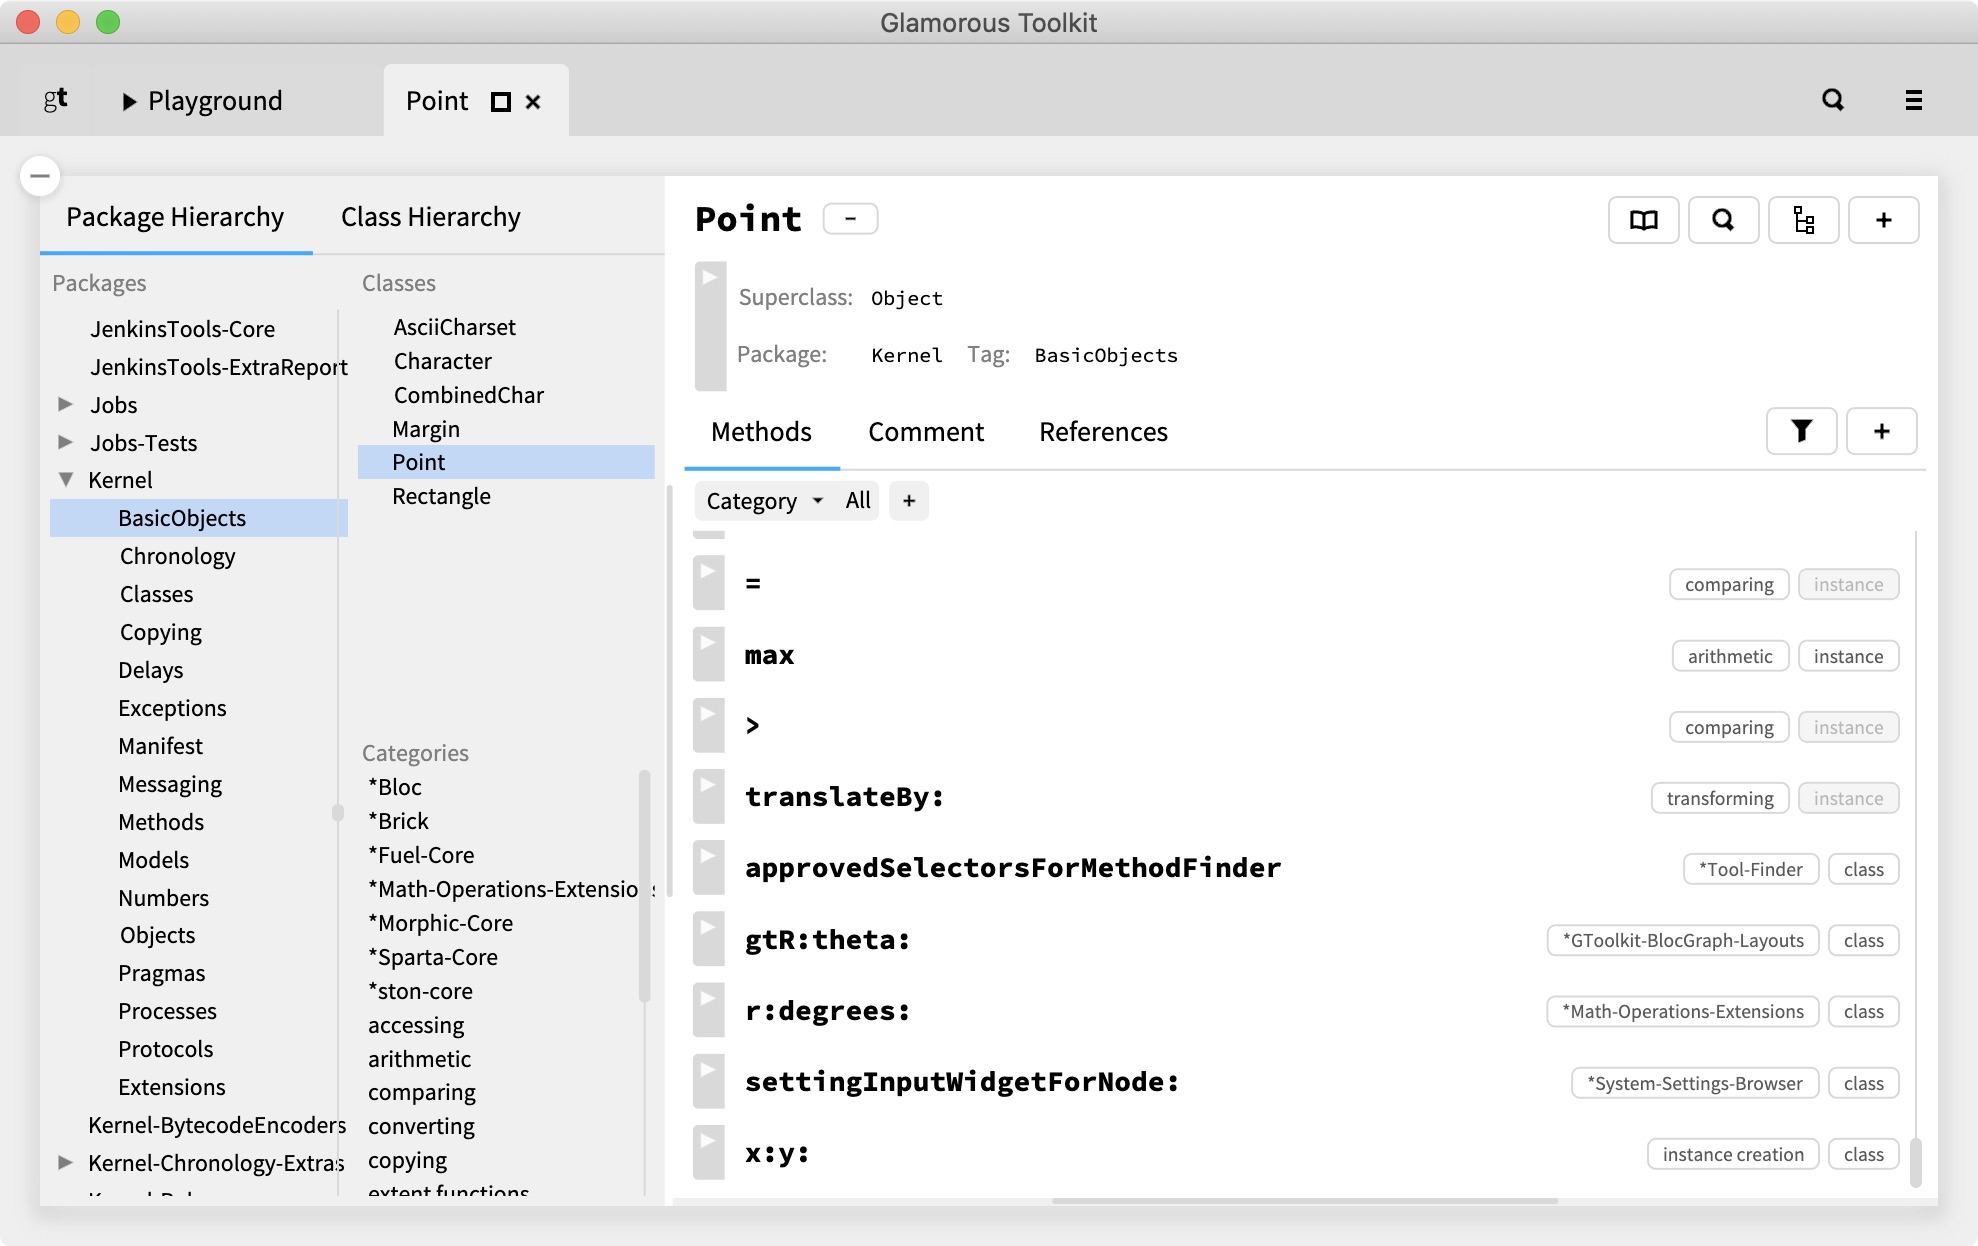 Glamorous Toolkit
gt
Playground
Point
Package Hierarchy
Class Hierarchy
Packages
JenkinsTools-Core
JenkinsTools-ExtraReport
Jobs
Jobs-Tests
Kernel
BasicObjects
Chronology
Classes
Copying
Delays
Exceptions
Manifest
Messaging
Methods
Models
Numbers
Objects
Pragmas
Processes
Protocols
Extensions
Kernel-BytecodeEncoders
Kernel-Chronology-Extras
Classes
AsciiCharset
Character
CombinedChar
Margin
Point
Rectangle
Categories
*Bloc
*Brick
*Fuel-Core
*Math-Operations-Extensions
*Morphic-Core
*Sparta-Core
*ston-core
accessing
arithmetic
comparing
converting
copying
extent functions
Point -
+
Superclass: Object
Package: Kernel Tag: BasicObjects
Methods Comment References
+
Category All +
= comparing instance
max arithmetic instance
> comparing instance
translateBy: transforming instance
approvedSelectorsForMethodFinder *Tool-Finder class
gtR:theta: *GToolkit-BlocGraph-Layouts class
r:degrees: *Math-Operations-Extensions class
settingInputWidgetForNode: *System-Settings-Browser class
x:y: instance creation class